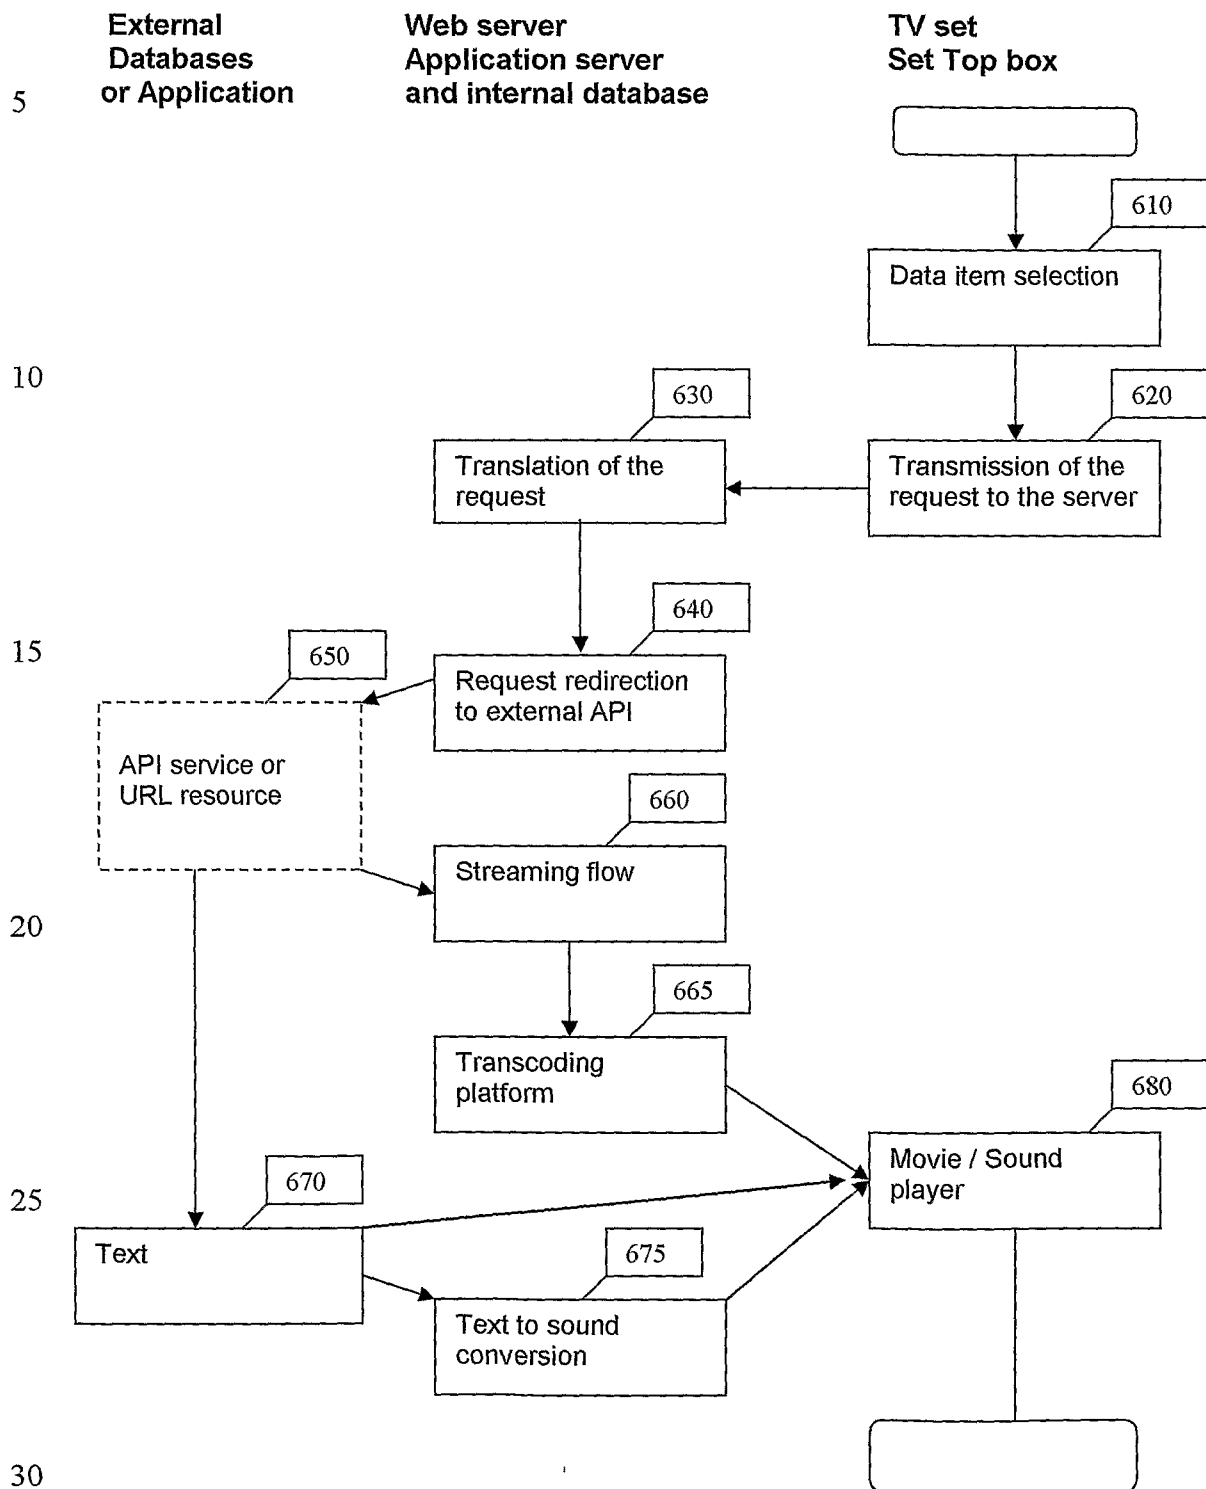 External
Databases
or Application
Web server
Application server
and internal database
TV set
Set Top box
5
610
Data item selection
10
630
620
Translation of the
request
Transmission of the
request to the server
640
15
650
Request redirection
to external API
API service or
URL resource
660
Streaming flow
20
665
Transcoding
platform
680
Movie / Sound
player
25
670
Text
675
Text to sound
conversion
30